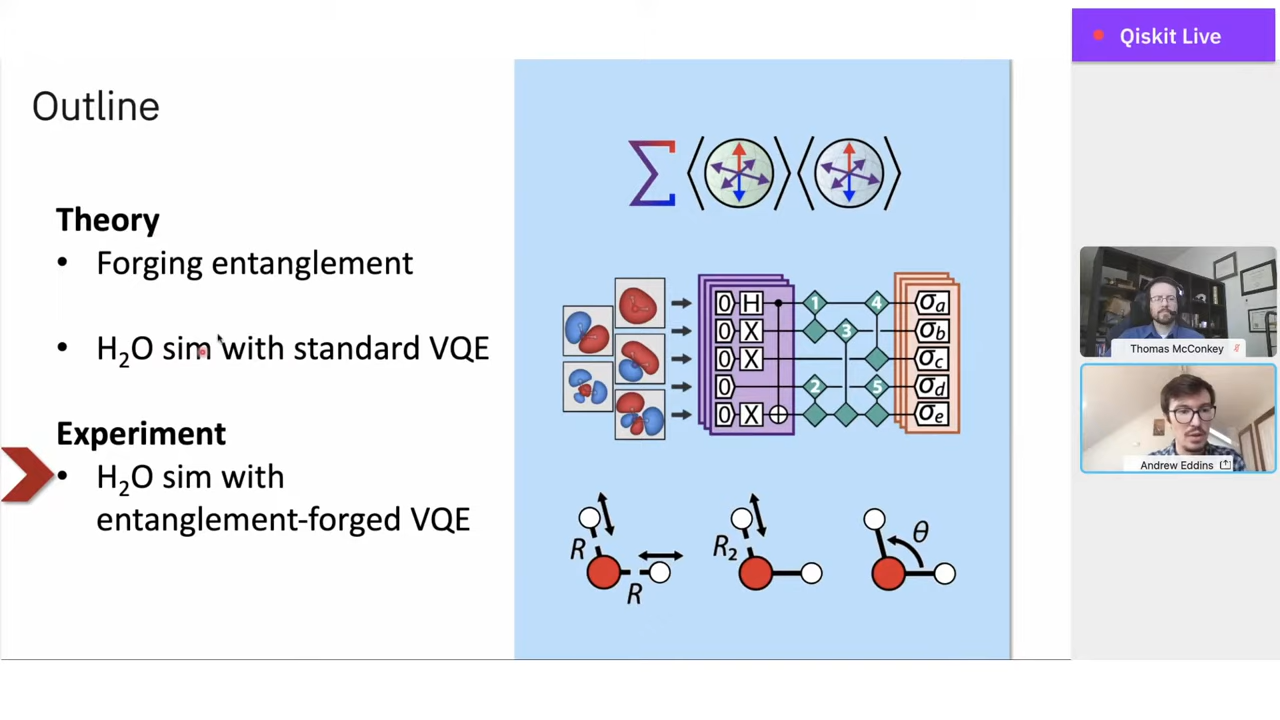 Qiskit Live
Outline
Theory
• Forging entanglement
• H₂O sim with standard VQE
Experiment
• H₂O sim with
entanglement-forged VQE
∑ ⟨ ⟩ ⟨ ⟩
0 H 1 4 σa
0 X 3 σb
0 X σc
0 2 5 σd
0 X σe
R
R
R₂
θ
Thomas McConkey
Andrew Eddins